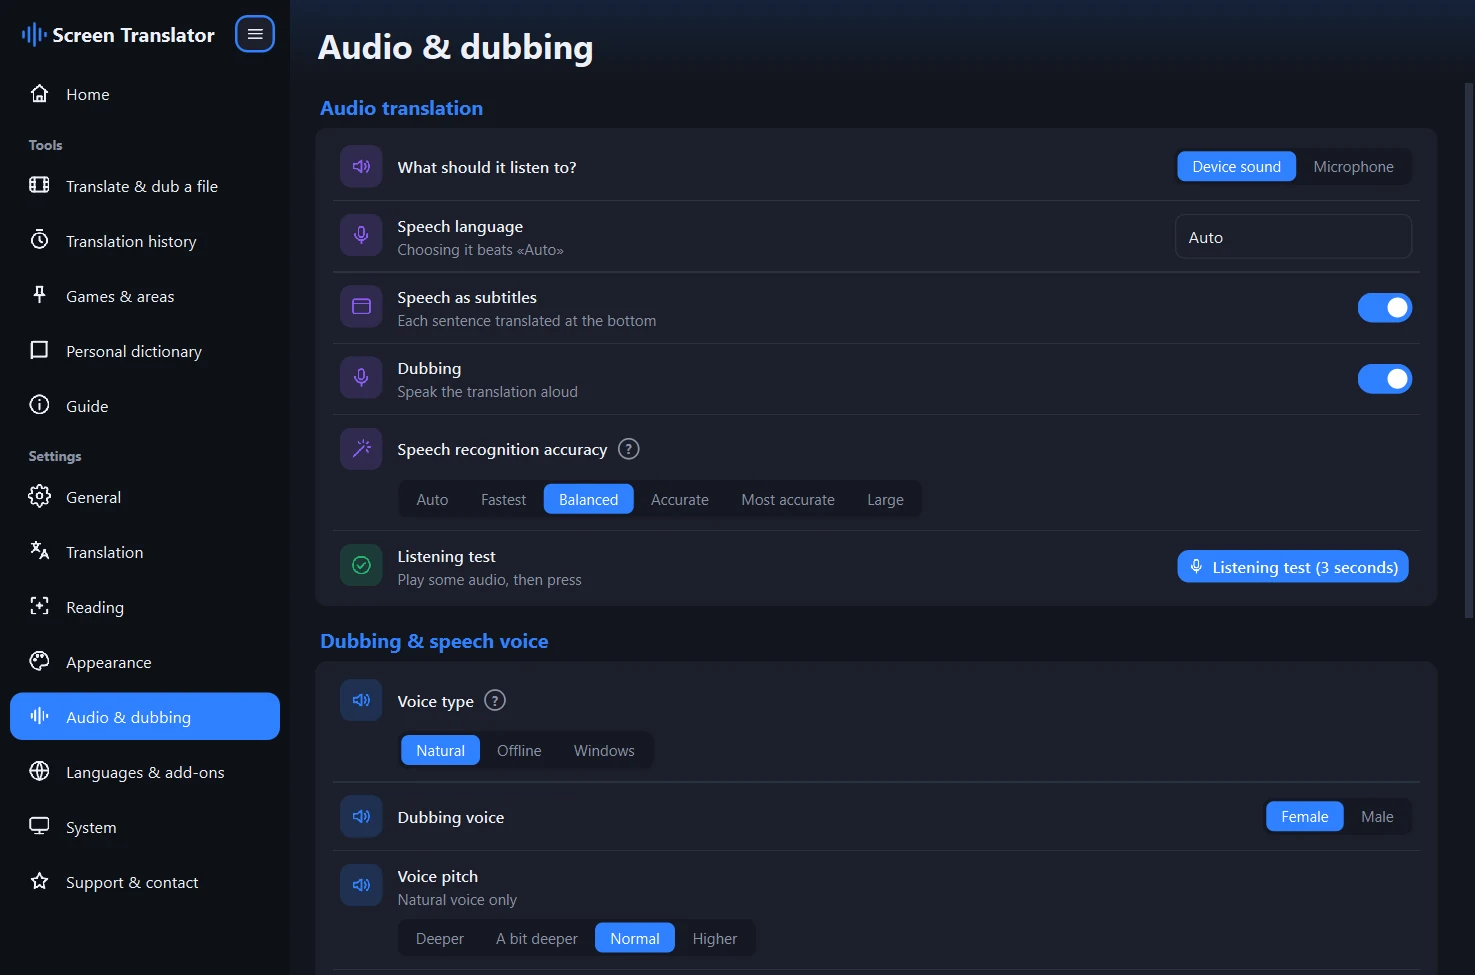 Screen Translator
Home
Tools
Translate & dub a file
Translation history
Games & areas
Personal dictionary
Guide
Settings
General
Translation
Reading
Appearance
Audio & dubbing
Languages & add-ons
System
Support & contact
Audio & dubbing
Audio translation
What should it listen to?
Device sound Microphone
Speech language
Choosing it beats «Auto»
Auto
Speech as subtitles
Each sentence translated at the bottom
Dubbing
Speak the translation aloud
Speech recognition accuracy ?
Auto Fastest Balanced Accurate Most accurate Large
Listening test
Play some audio, then press
Listening test (3 seconds)
Dubbing & speech voice
Voice type ?
Natural Offline Windows
Dubbing voice
Female Male
Voice pitch
Natural voice only
Deeper A bit deeper Normal Higher